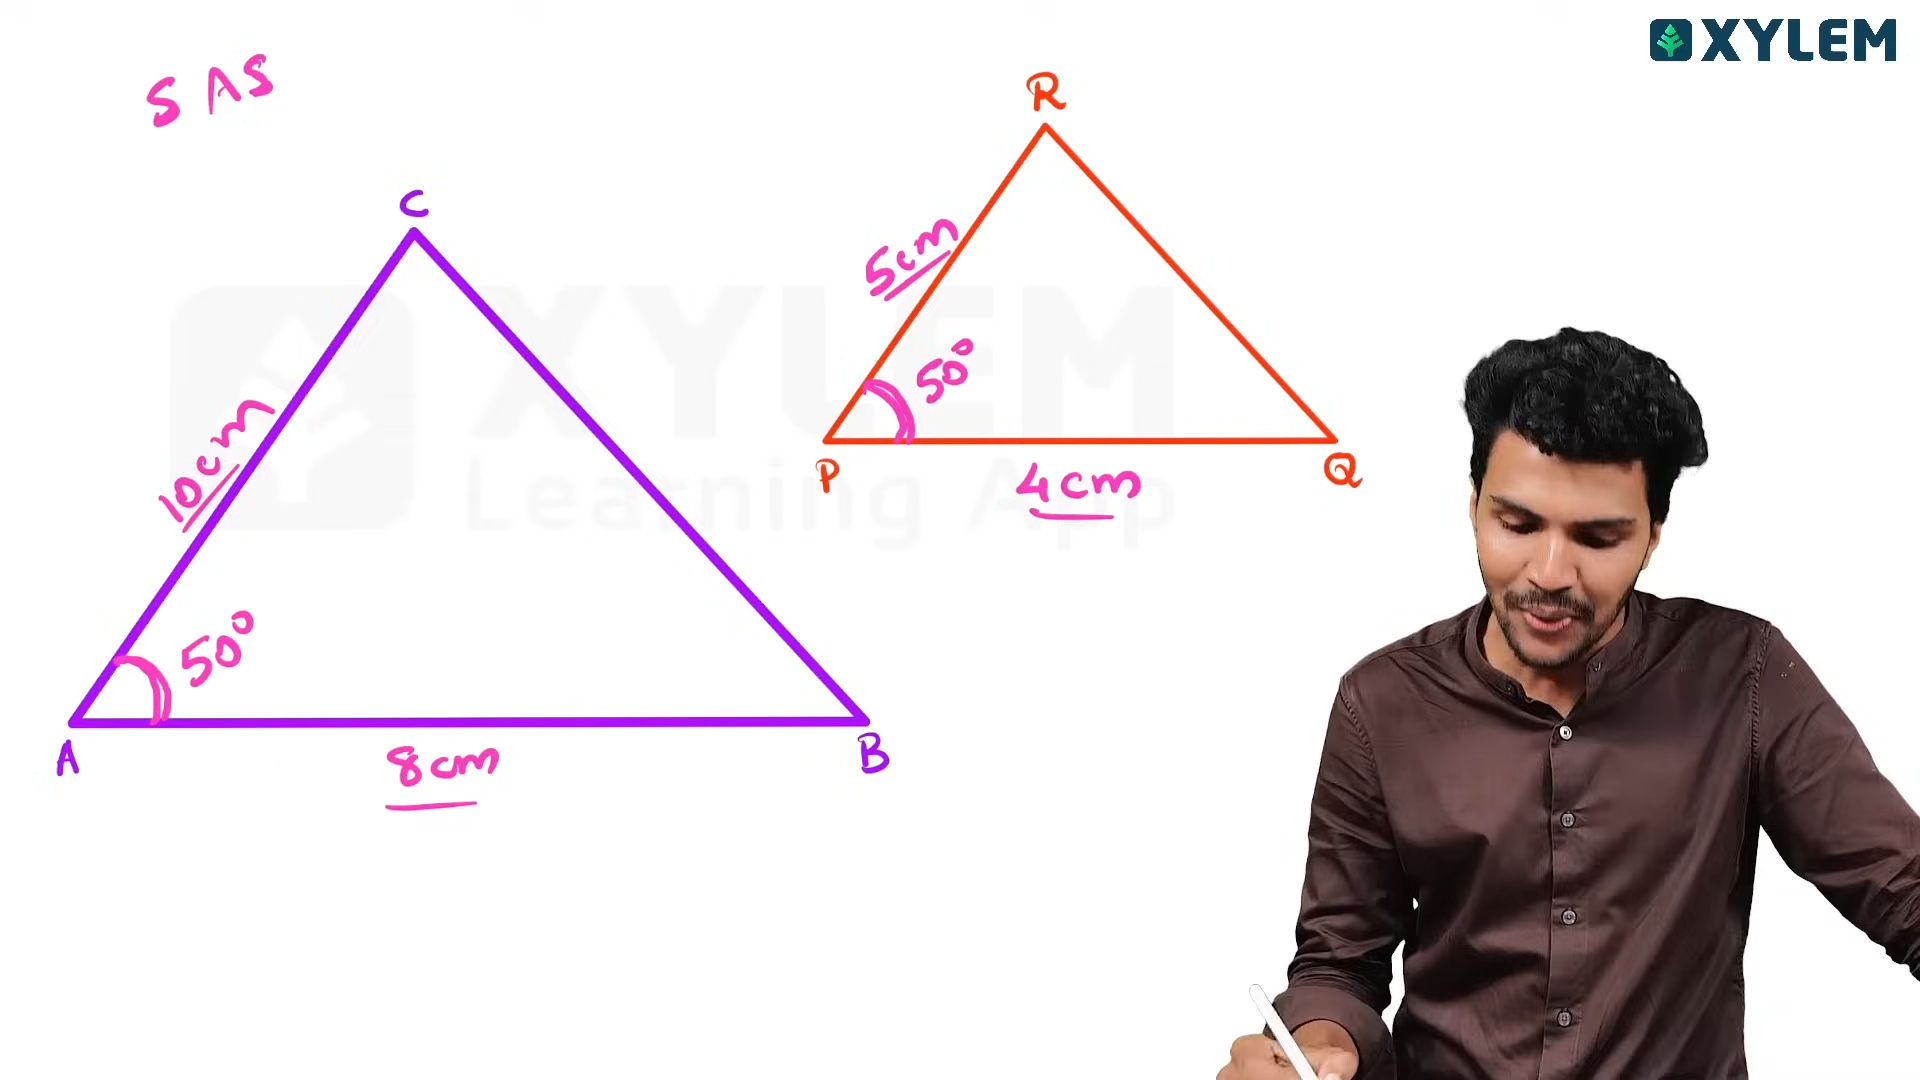 XYLEM
SAS
R
C
5cm
50°
P
Q
4cm
10cm
50°
A
B
8cm
XYLEM
Learning App